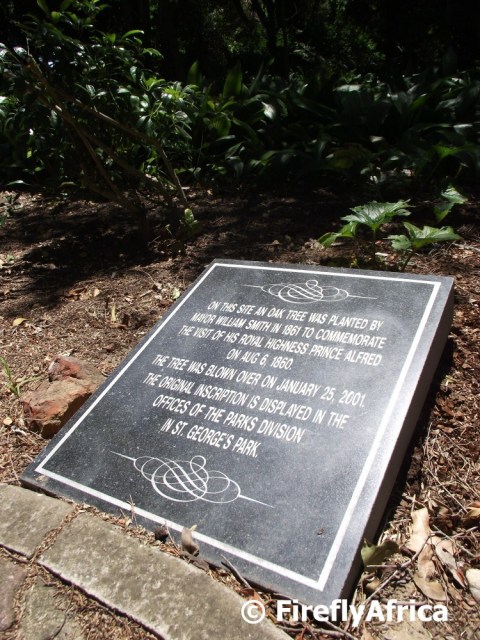 ON THIS SITE AN OAK TREE WAS PLANTED BY
MAYOR WILLIAM SMITH IN 1861 TO COMMEMORATE
THE VISIT OF HIS ROYAL HIGHNESS PRINCE ALFRED
ON AUG 6, 1860.
THE TREE WAS BLOWN OVER ON JANUARY 25, 2001.
THE ORIGINAL INSCRIPTION IS DISPLAYED IN THE
OFFICES OF THE PARKS DIVISION
IN ST. GEORGE'S PARK.
© FireflyAfrica